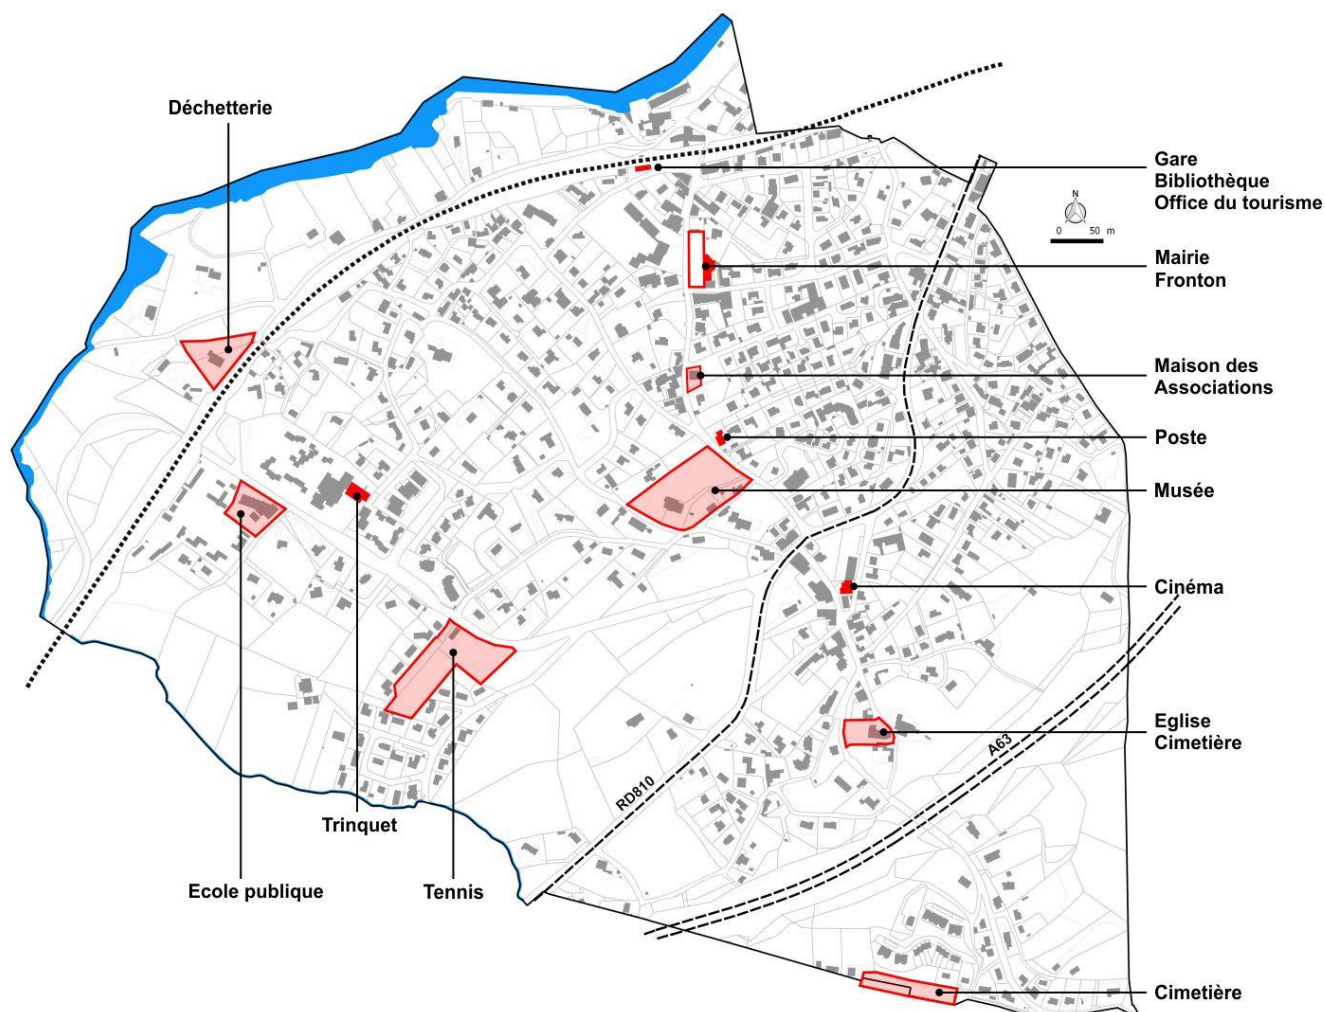 Déchetterie
Gare
Bibliothèque
Office du tourisme
N
0 50 m
Mairie
Fronton
Maison des
Associations
Poste
Musée
Cinéma
Eglise
Cimetière
A63
RD810
Trinquet
Ecole publique
Tennis
Cimetière